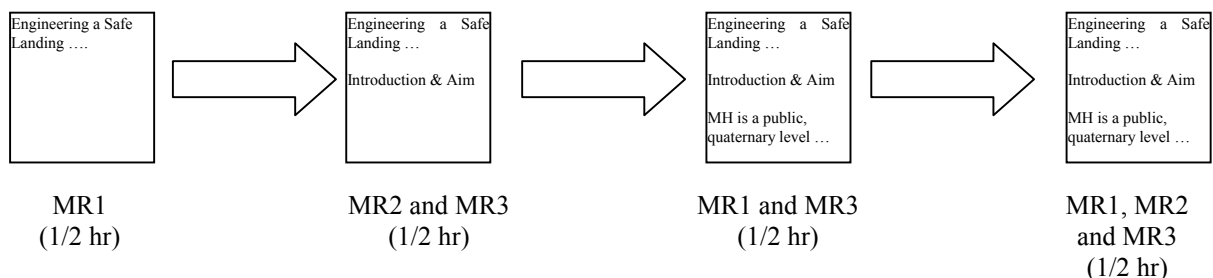 Engineering a Safe
Landing ….
MR1
(1/2 hr)
Engineering a Safe
Landing …
Introduction & Aim
MR2 and MR3
(1/2 hr)
Engineering a Safe
Landing …
Introduction & Aim
MH is a public,
quaternary level …
MR1 and MR3
(1/2 hr)
Engineering a Safe
Landing …
Introduction & Aim
MH is a public,
quaternary level …
MR1, MR2
and MR3
(1/2 hr)